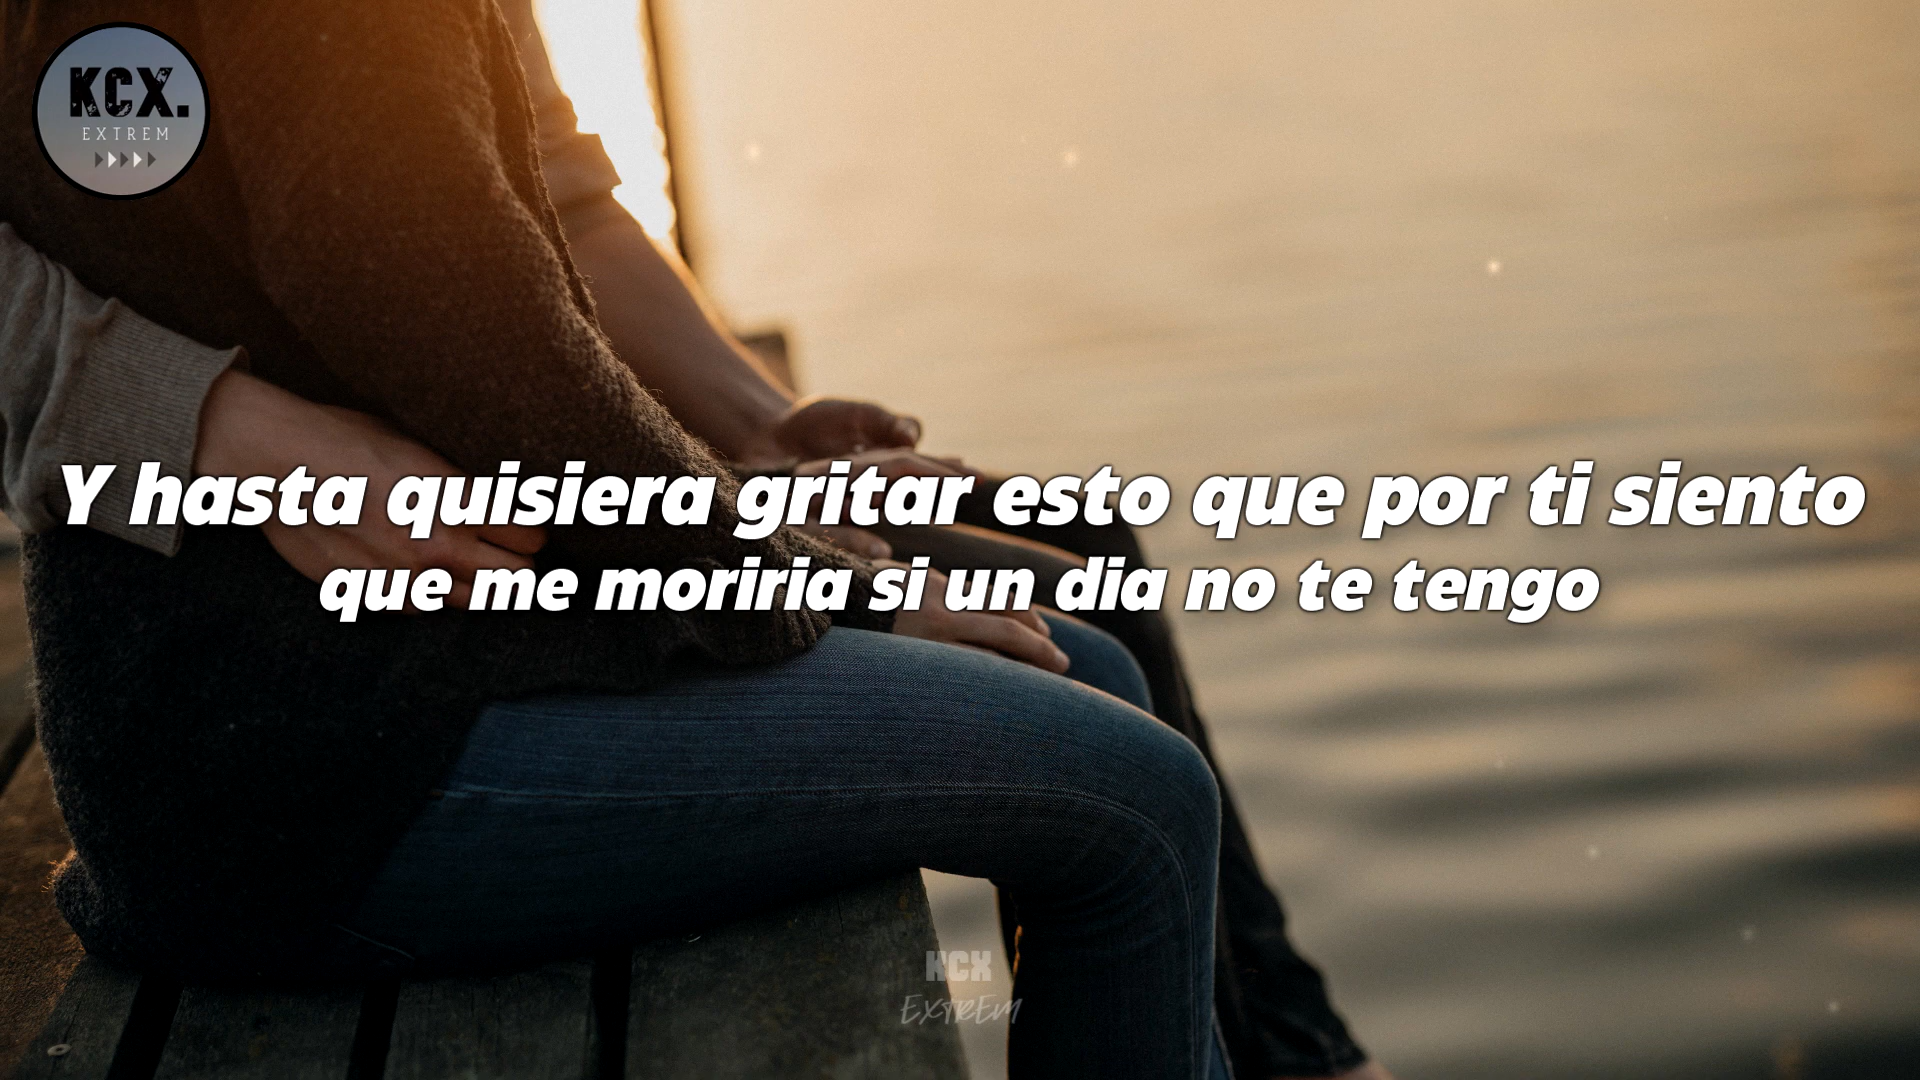 KCX.
EXTREM
Y hasta quisiera gritar esto que por ti siento
que me moriria si un dia no te tengo
KCX
EXTREM